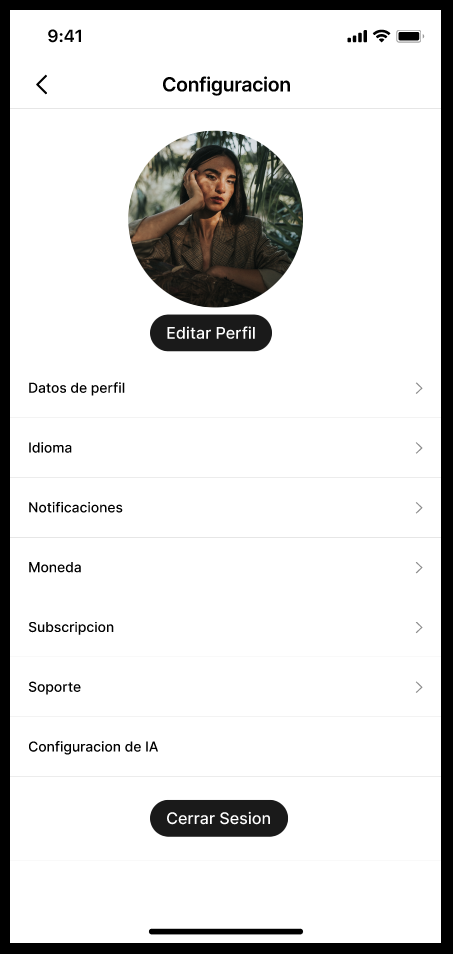 9:41
Configuracion
Editar Perfil
Datos de perfil
Idioma
Notificaciones
Moneda
Subscripcion
Soporte
Configuracion de IA
Cerrar Sesion